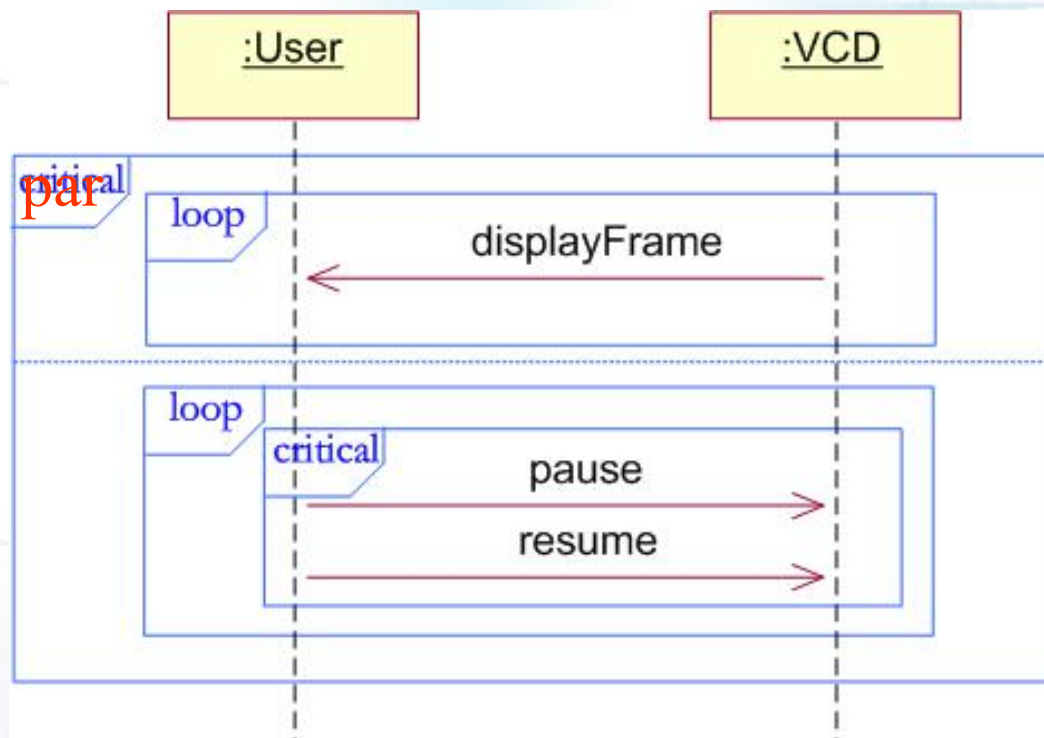 :User
:VCD
critical
par
loop
displayFrame
loop
critical
pause
resume